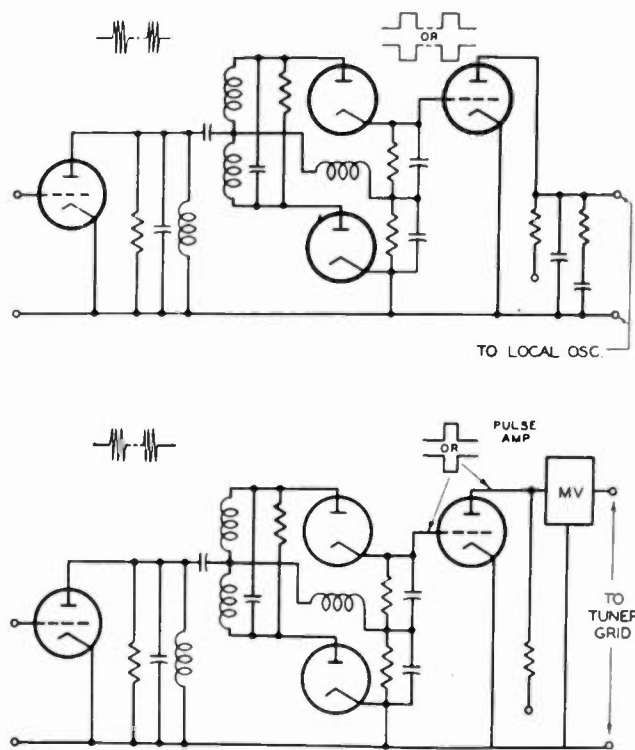 OR
TO LOCAL OSC.
PULSE
AMP
OR
MV
TO
TUNER
GRID